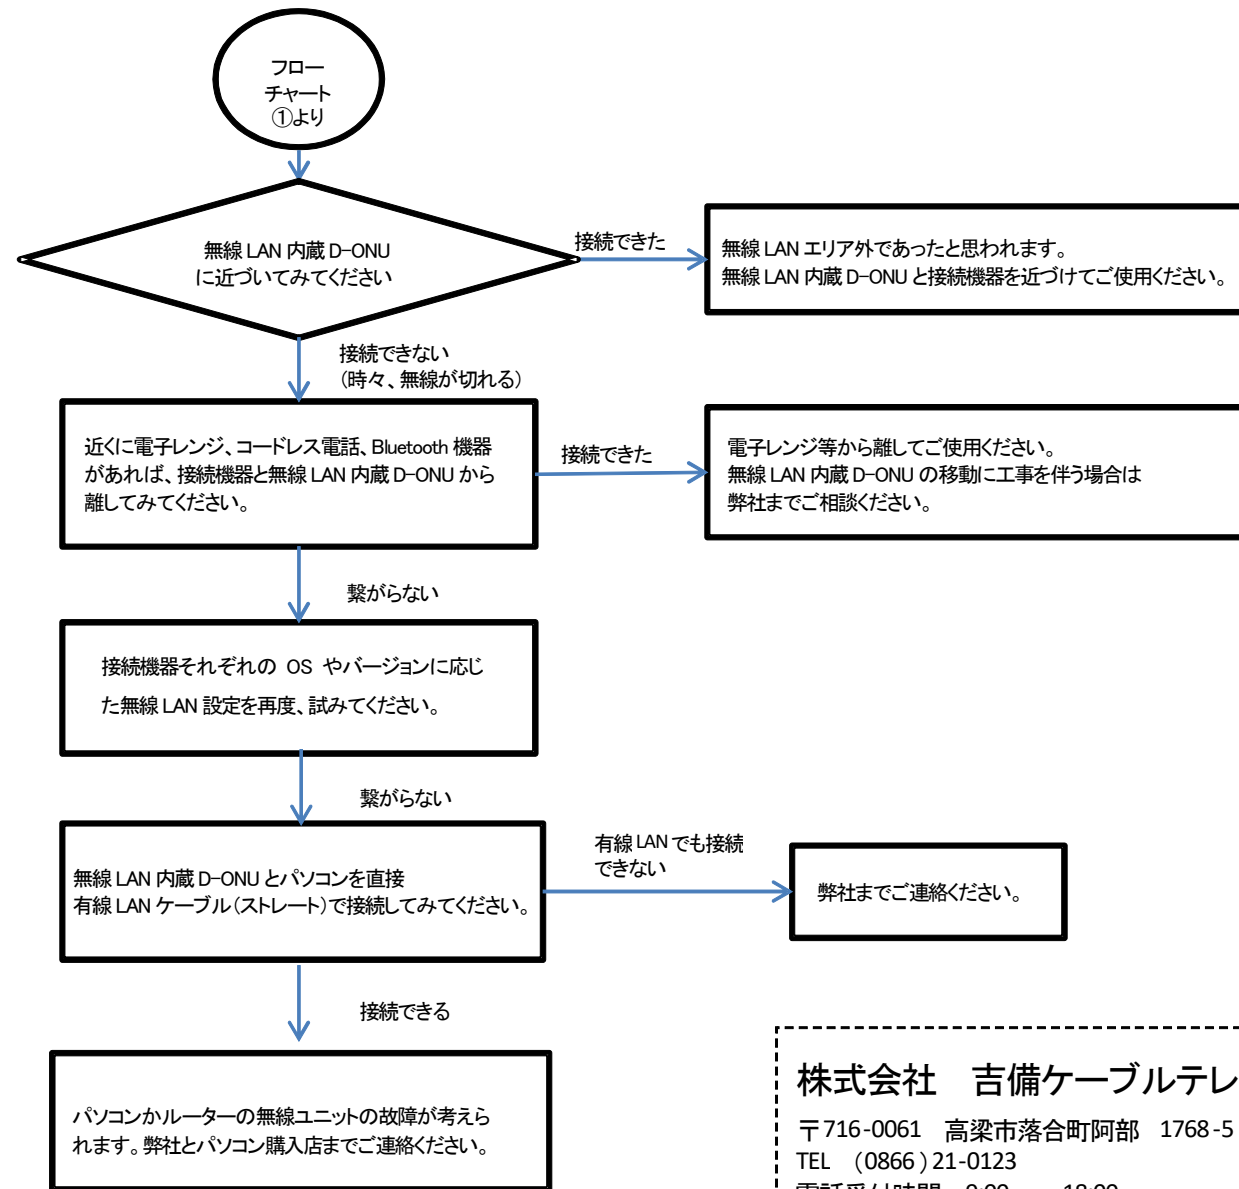 フロー
チャート
①より
無線 LAN 内蔵 D-ONU
に近づいてみてください
接続できた
無線 LAN エリア外であったと思われます。
無線 LAN 内蔵 D-ONU と接続機器を近づけてご使用ください。
接続できない
（時々、無線が切れる）
近くに電子レンジ、コードレス電話、Bluetooth 機器
があれば、接続機器と無線 LAN 内蔵 D-ONU から
離してみてください。
接続できた
電子レンジ等から離してご使用ください。
無線 LAN 内蔵 D-ONU の移動に工事を伴う場合は
弊社までご相談ください。
繋がらない
接続機器それぞれの OS やバージョンに応じ
た無線 LAN 設定を再度、試みてください。
繋がらない
無線 LAN 内蔵 D-ONU とパソコンを直接
有線 LAN ケーブル（ストレート）で接続してみてください。
有線 LAN でも接続
できない
弊社までご連絡ください。
接続できる
パソコンかルーターの無線ユニットの故障が考えら
れます。弊社とパソコン購入店までご連絡ください。
株式会社　吉備ケーブルテレ
〒716-0061　高梁市落合町阿部　1768-5
TEL　（0866）21-0123